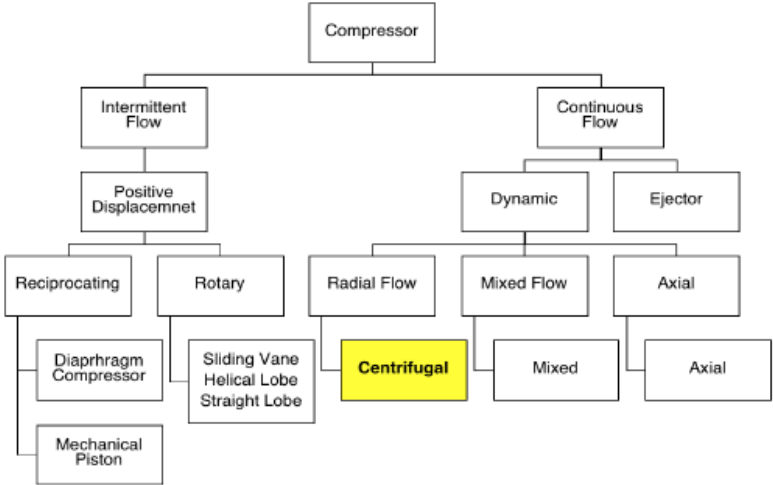 Compressor
Intermittent
Flow
Continuous
Flow
Positive
Displacemnet
Dynamic
Ejector
Reciprocating
Rotary
Radial Flow
Mixed Flow
Axial
Diaprhragm
Compressor
Sliding Vane
Helical Lobe
Straight Lobe
Centrifugal
Mixed
Axial
Mechanical
Piston